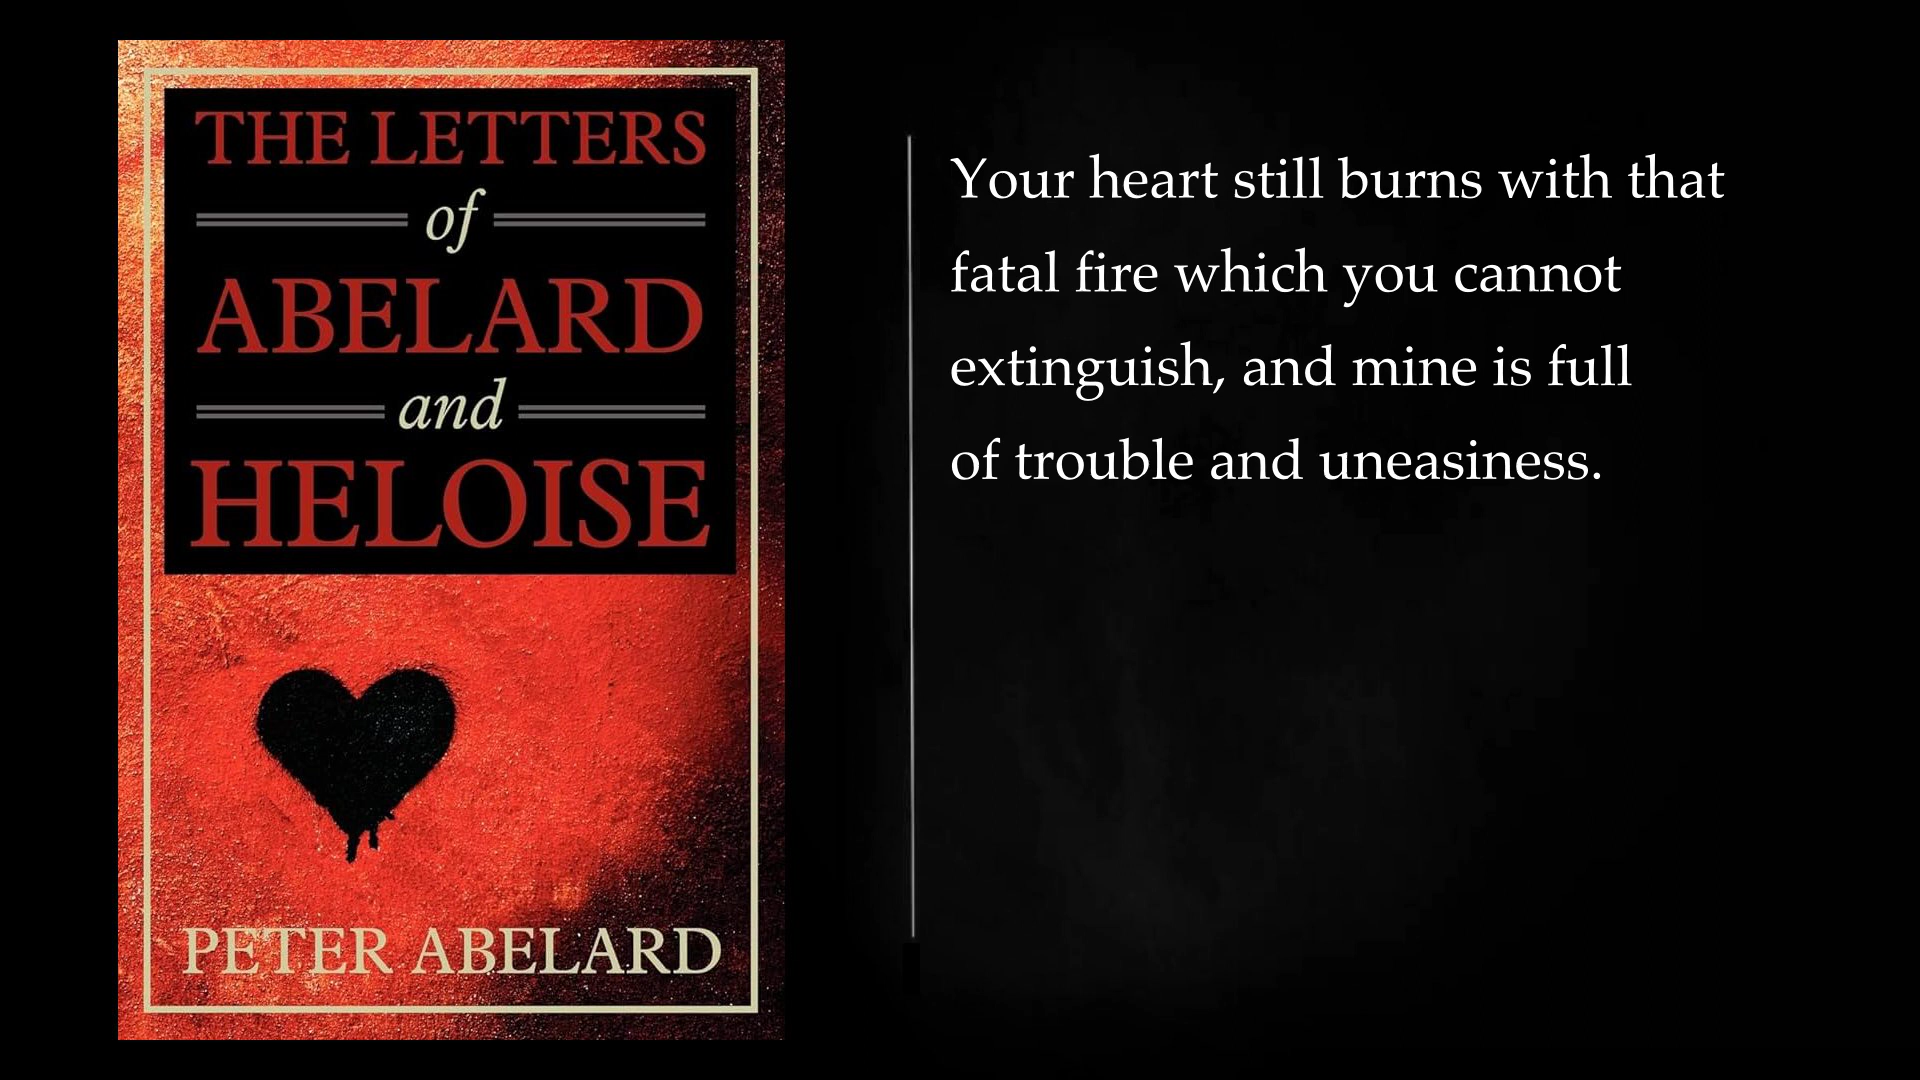 THE LETTERS
of
ABELARD
and
HELOISE
PETER ABELARD
Your heart still burns with that
fatal fire which you cannot
extinguish, and mine is full
of trouble and uneasiness.